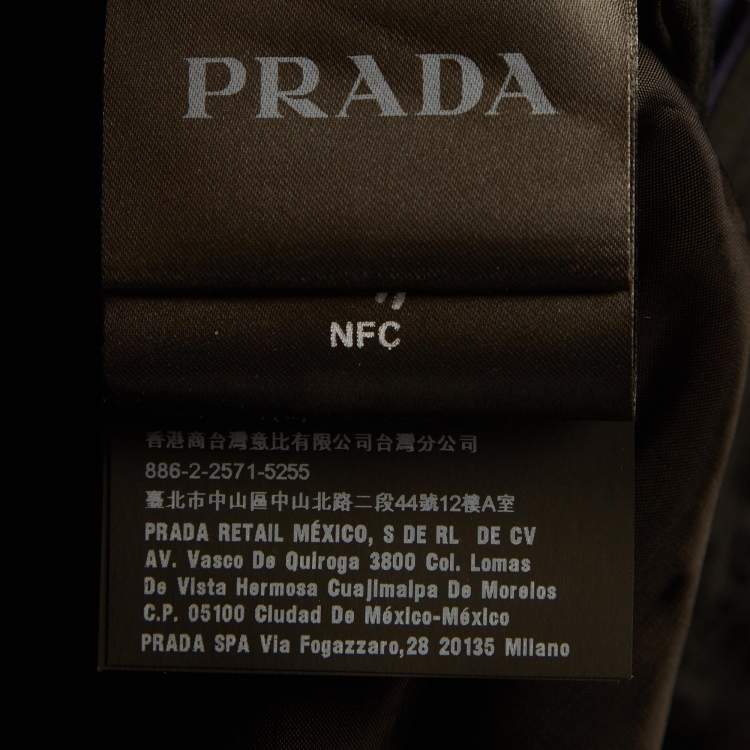 PRADA
NFC
香港商台灣蒫比有限公司台灣分公司
886-2-2571-5255
臺北市中山區中山北路二段44號12樓A室
PRADA RETAIL MÉXICO, S DE RL DE CV
AV. Vasco De Quiroga 3800 Col. Lomas
De Vista Hermosa Cuajimalpa De Morelos
C.P. 05100 Ciudad De México-México
PRADA SPA Via Fogazzaro,28 20135 Milano